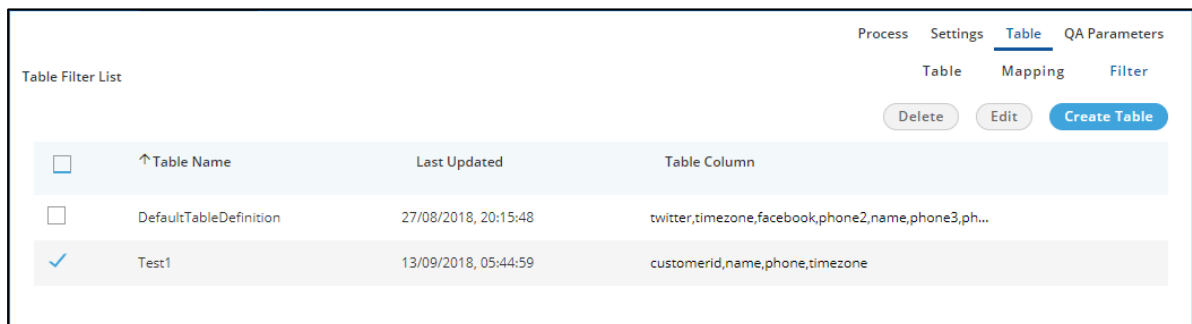 Process Settings Table QA Parameters
Table Filter List
Table Mapping Filter
Delete Edit Create Table
↑Table Name Last Updated Table Column
DefaultTableDefinition 27/08/2018, 20:15:48 twitter,timezone,facebook,phone2,name,phone3,ph...
Test1 13/09/2018, 05:44:59 customerid,name,phone,timezone